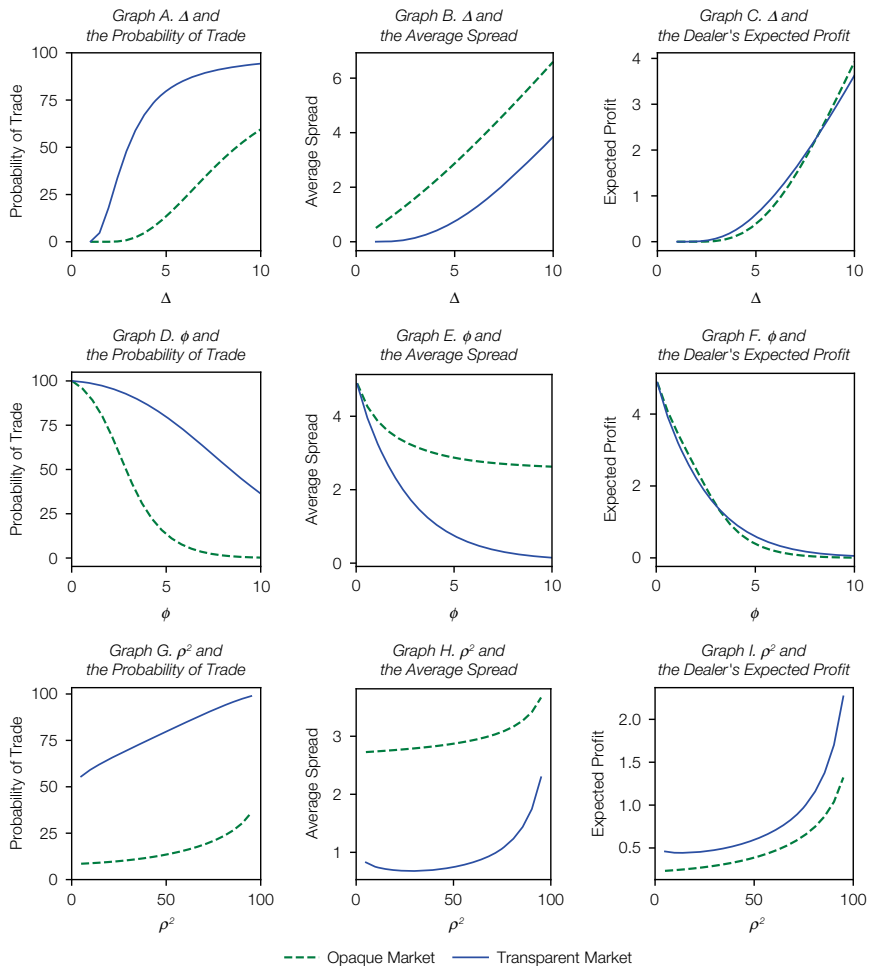 Graph A. Δ and
the Probability of Trade
Probability of Trade
100
75
50
25
0
0 5 10
Δ
Graph B. Δ and
the Average Spread
Average Spread
6
4
2
0
0 5 10
Δ
Graph C. Δ and
the Dealer's Expected Profit
Expected Profit
4
3
2
1
0
0 5 10
Δ
Graph D. ϕ and
the Probability of Trade
Probability of Trade
100
75
50
25
0
0 5 10
ϕ
Graph E. ϕ and
the Average Spread
Average Spread
4
2
0
0 5 10
ϕ
Graph F. ϕ and
the Dealer's Expected Profit
Expected Profit
4
2
0
0 5 10
ϕ
Graph G. ρ² and
the Probability of Trade
Probability of Trade
100
75
50
25
0
0 50 100
ρ²
Graph H. ρ² and
the Average Spread
Average Spread
3
2
1
0 50 100
ρ²
Graph I. ρ² and
the Dealer's Expected Profit
Expected Profit
2.0
1.5
1.0
0.5
0 50 100
ρ²
Opaque Market Transparent Market